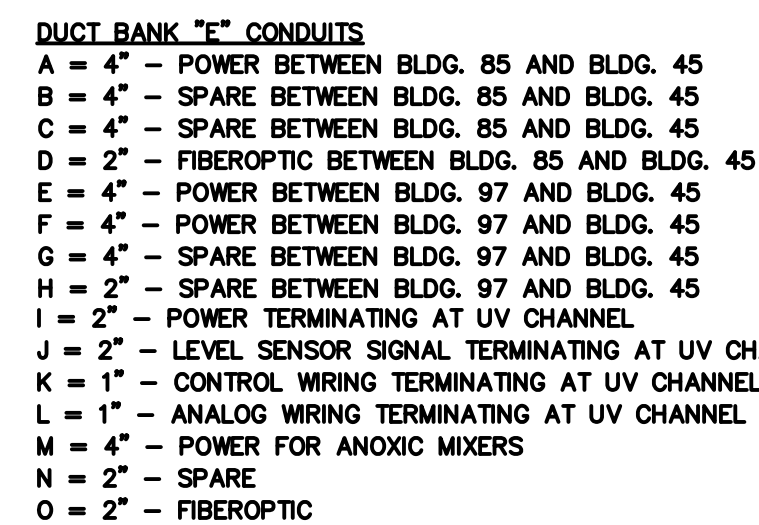 DUCT BANK "E" CONDUITS
A = 4" – POWER BETWEEN BLDG. 85 AND BLDG. 45
B = 4" – SPARE BETWEEN BLDG. 85 AND BLDG. 45
C = 4" – SPARE BETWEEN BLDG. 85 AND BLDG. 45
D = 2" – FIBEROPTIC BETWEEN BLDG. 85 AND BLDG. 45
E = 4" – POWER BETWEEN BLDG. 97 AND BLDG. 45
F = 4" – POWER BETWEEN BLDG. 97 AND BLDG. 45
G = 4" – SPARE BETWEEN BLDG. 97 AND BLDG. 45
H = 2" – SPARE BETWEEN BLDG. 97 AND BLDG. 45
I = 2" – POWER TERMINATING AT UV CHANNEL
J = 2" – LEVEL SENSOR SIGNAL TERMINATING AT UV CH
K = 1" – CONTROL WIRING TERMINATING AT UV CHANNEL
L = 1" – ANALOG WIRING TERMINATING AT UV CHANNEL
M = 4" – POWER FOR ANOXIC MIXERS
N = 2" – SPARE
O = 2" – FIBEROPTIC